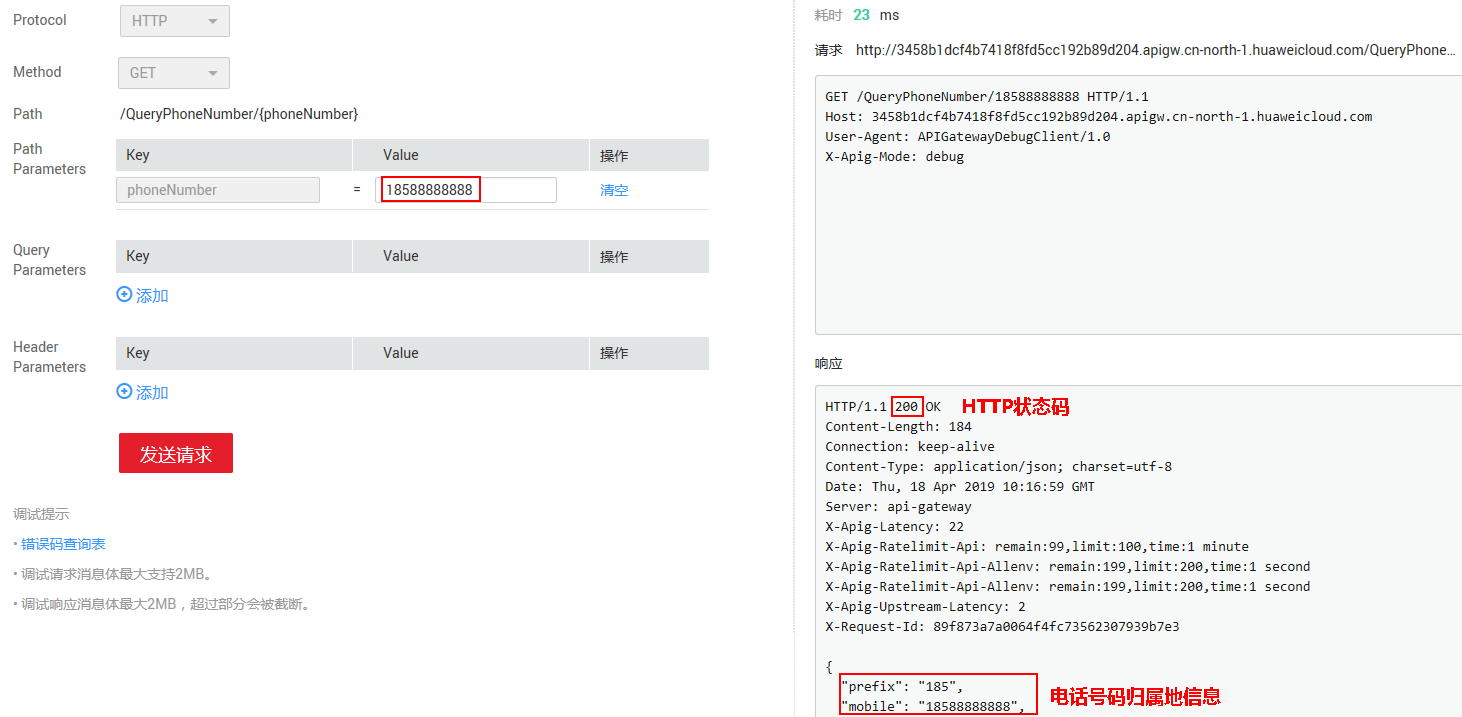 Protocol
HTTP
Method
GET
Path
/QueryPhoneNumber/{phoneNumber}
Path Parameters
Key Value 操作
phoneNumber = 18588888888 清空
Query Parameters
Key Value 操作
添加
Header Parameters
Key Value 操作
添加
发送请求
调试提示
· 错误码查询表
· 调试请求消息体最大支持2MB。
· 调试响应消息体最大2MB，超过部分会被截断。
耗时 23 ms
请求 http://3458b1dcf4b7418f8fd5cc192b89d204.apigw.cn-north-1.huaweicloud.com/QueryPhone...
GET /QueryPhoneNumber/18588888888 HTTP/1.1
Host: 3458b1dcf4b7418f8fd5cc192b89d204.apigw.cn-north-1.huaweicloud.com
User-Agent: APIGatewayDebugClient/1.0
X-Apig-Mode: debug
响应
HTTP/1.1 200 OK HTTP状态码
Content-Length: 184
Connection: keep-alive
Content-Type: application/json; charset=utf-8
Date: Thu, 18 Apr 2019 10:16:59 GMT
Server: api-gateway
X-Apig-Latency: 22
X-Apig-Ratelimit-Api: remain:99,limit:100,time:1 minute
X-Apig-Ratelimit-Api-Allenv: remain:199,limit:200,time:1 second
X-Apig-Ratelimit-Api-Allenv: remain:199,limit:200,time:1 second
X-Apig-Upstream-Latency: 2
X-Request-Id: 89f873a7a0064f4fc73562307939b7e3
{
"prefix": "185",
"mobile": "18588888888",
电话号码归属地信息